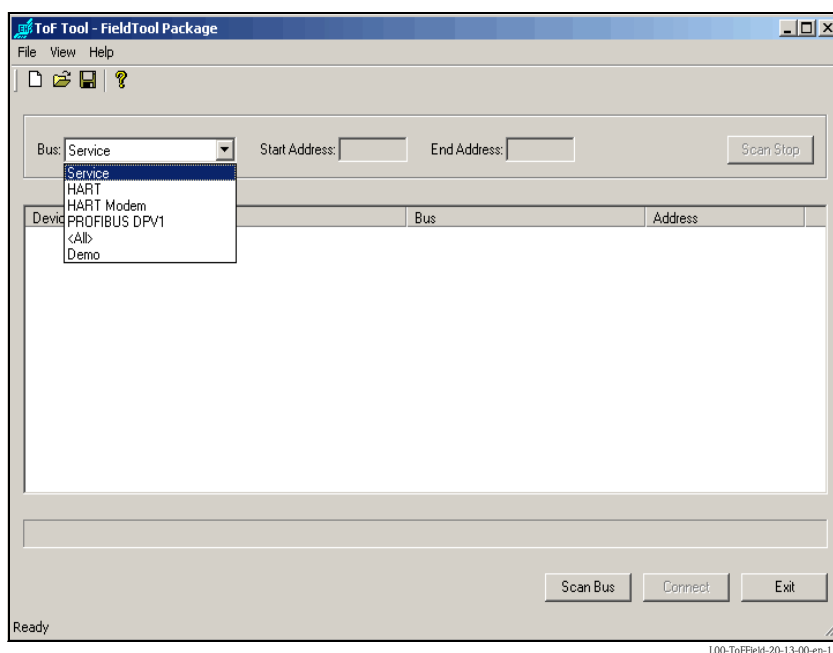 ToF Tool - FieldTool Package
File View Help
Bus: Service Start Address: End Address: Scan Stop
Service
HART
HART Modem
PROFIBUS DPV1
<All>
Demo
Bus Address
Scan Bus Connect Exit
Ready
L00-ToFField-20-13-00-en-1